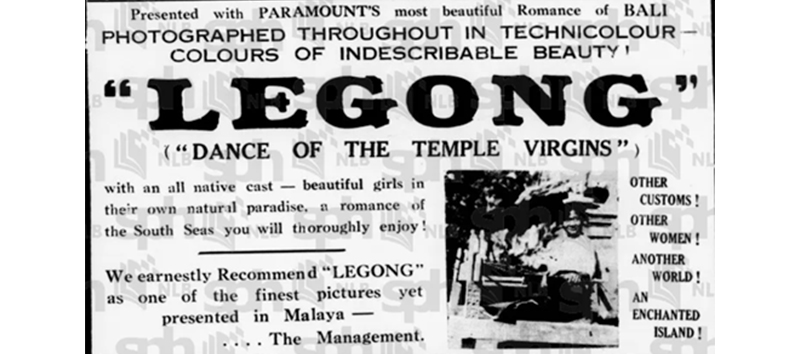 Presented with PARAMOUNT'S most beautiful Romance of BALI
PHOTOGRAPHED THROUGHOUT IN TECHNICOLOUR —
COLOURS OF INDESCRIBABLE BEAUTY!
"LEGONG"
("DANCE OF THE TEMPLE VIRGINS")
with an all native cast — beautiful girls in
their own natural paradise, a romance of
the South Seas you will thoroughly enjoy!
We earnestly Recommend "LEGONG"
as one of the finest pictures yet
presented in Malaya —
.... The Management.
OTHER
CUSTOMS!
OTHER
WOMEN!
ANOTHER
WORLD!
AN
ENCHANTED
ISLAND!
sph NLB